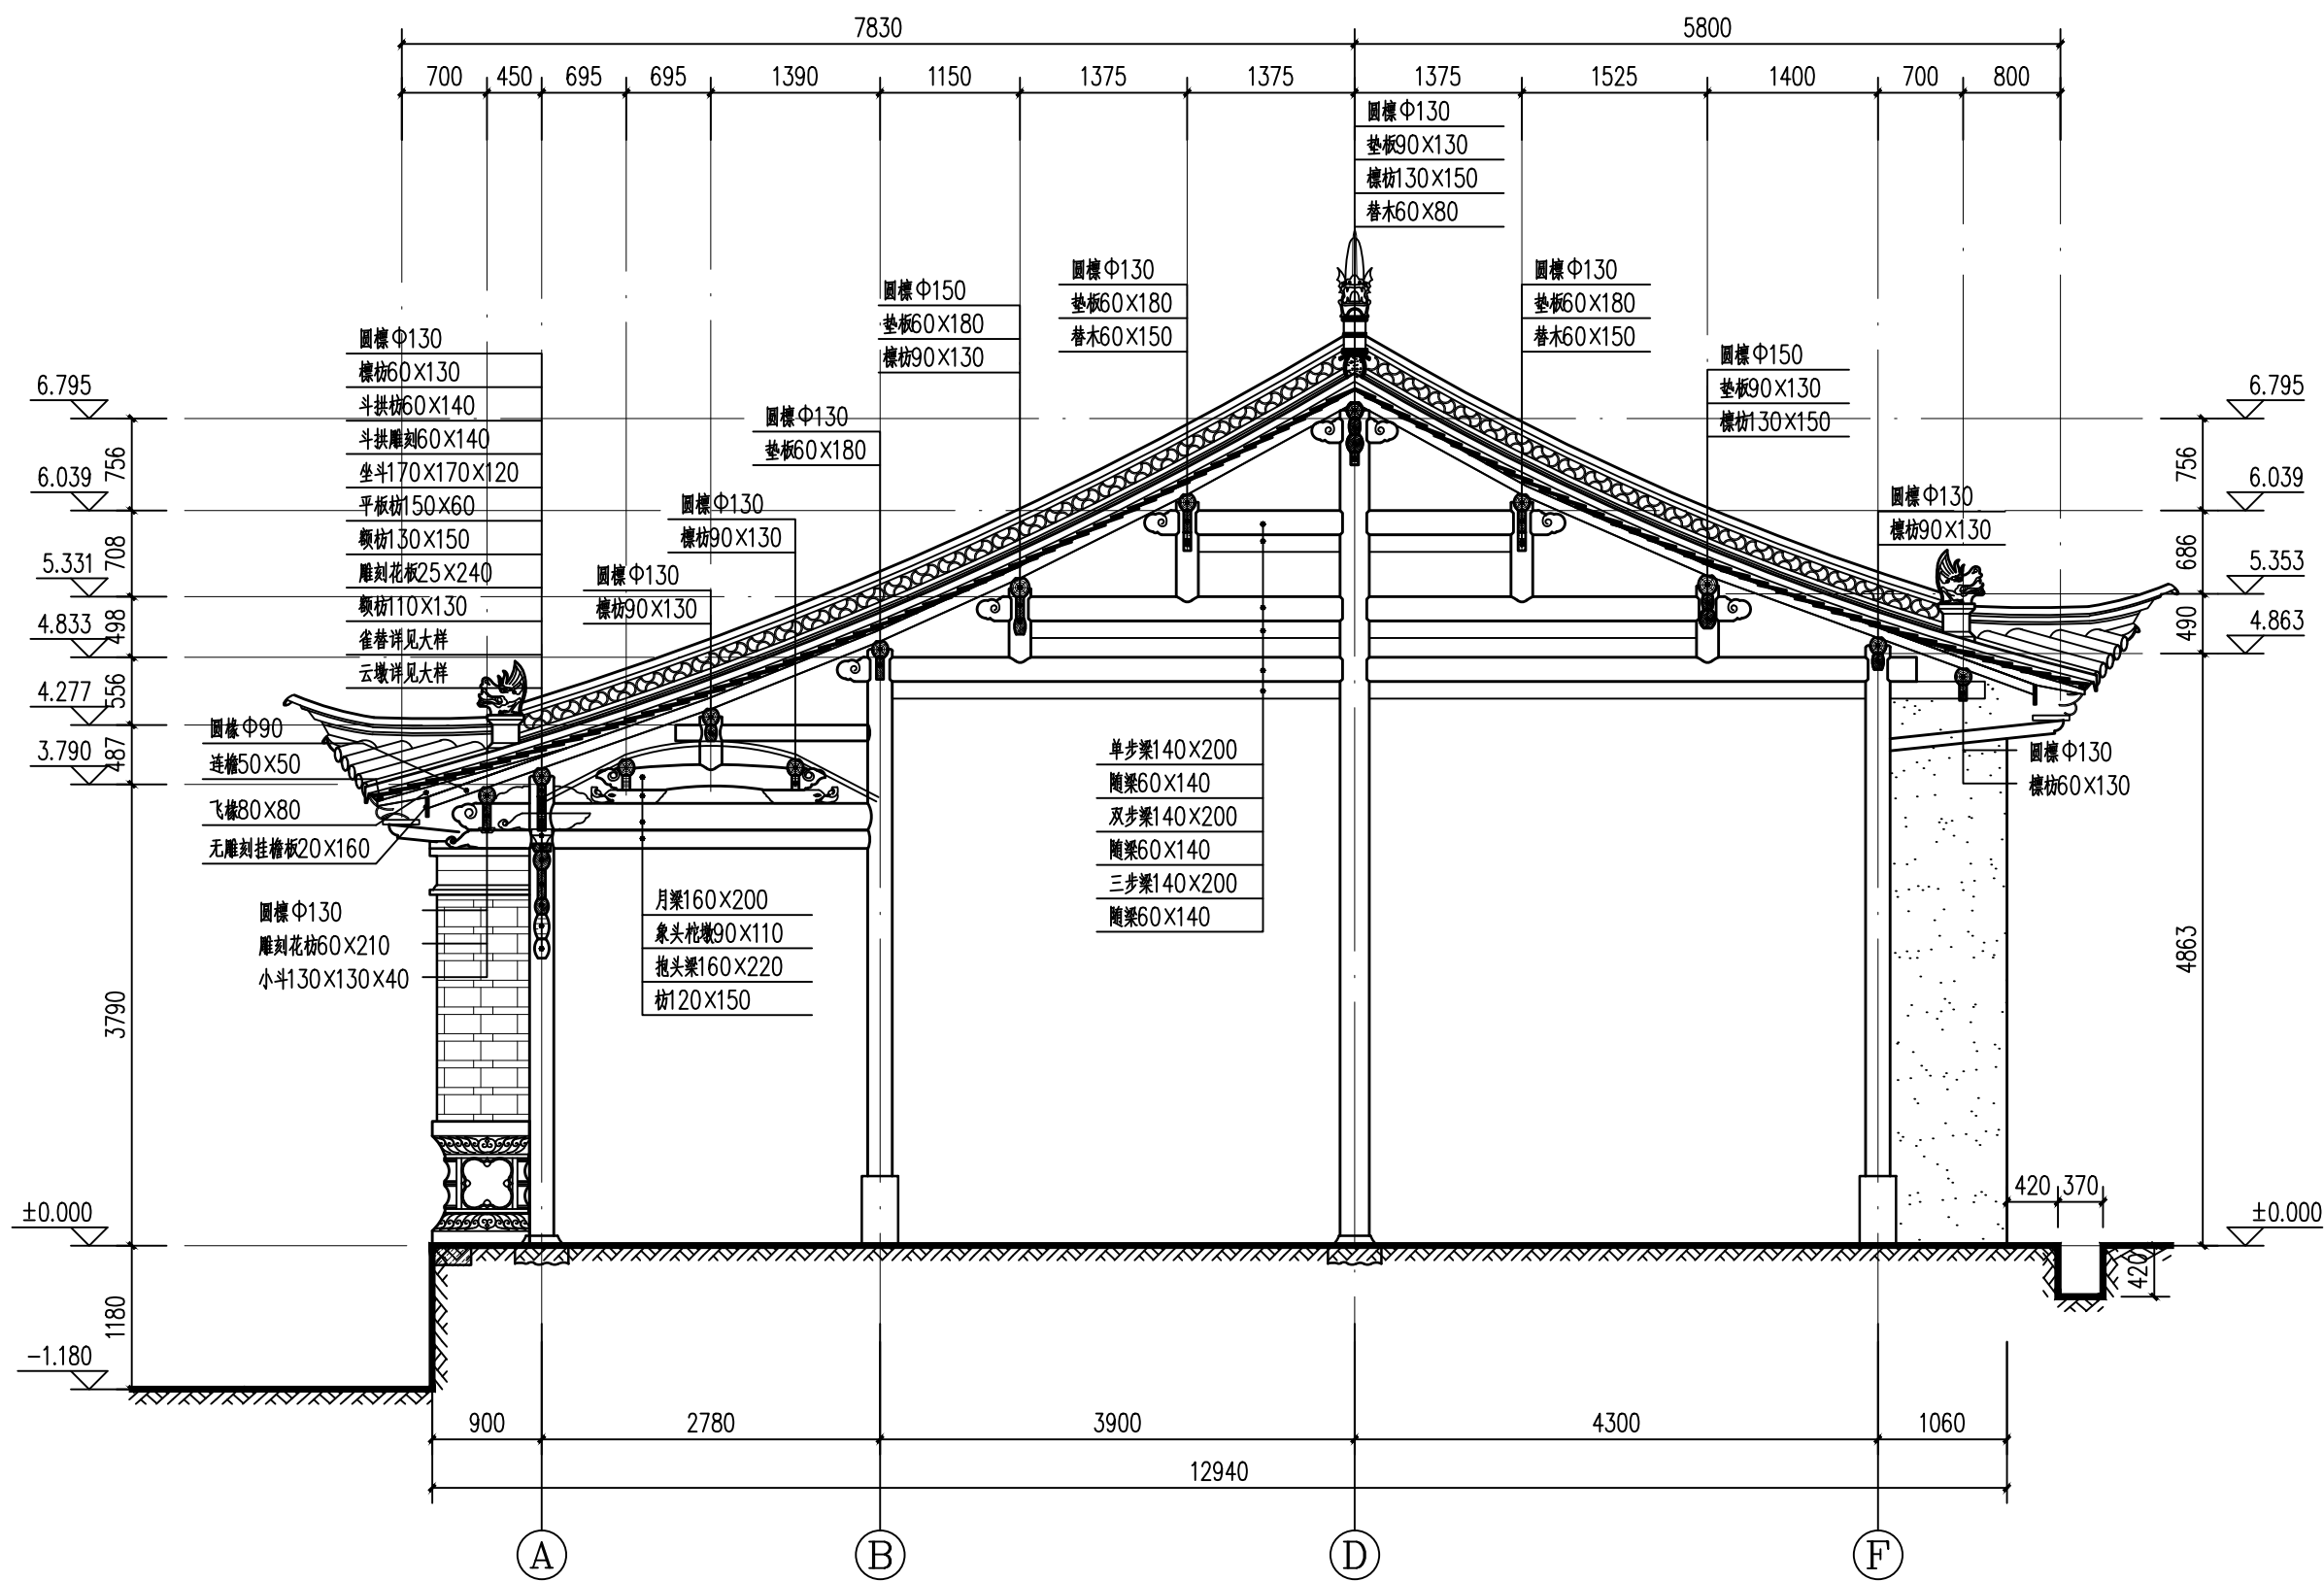 7830
5800
700
450
695
695
1390
1150
1375
1375
1375
1525
1400
700
800
圆檩Φ130
垫板90X130
檩枋130X150
替木60X80
圆檩Φ130
垫板60X180
替木60X150
圆檩Φ130
垫板60X180
替木60X150
圆檩Φ150
垫板60X180
檩枋90X130
圆檩Φ130
檩枋60X130
斗拱枋60X140
斗拱雕刻60X140
坐斗170X170X120
平板枋150X60
额枋130X150
雕刻花板25X240
额枋110X130
雀替详见大样
云墩详见大样
圆檩Φ150
垫板90X130
檩枋130X150
圆檩Φ130
垫板60X180
圆檩Φ130
檩枋90X130
圆檩Φ130
檩枋90X130
圆檩Φ130
檩枋90X130
6.795
756
6.039
708
5.331
498
4.833
556
4.277
487
3.790
3790
±0.000
1180
-1.180
6.795
756
6.039
686
5.353
490
4.863
4863
±0.000
圆椽Φ90
连檐50X50
飞椽80X80
无雕刻挂檐板20X160
圆檩Φ130
雕刻花枋60X210
小斗130X130X40
月梁160X200
象头柁墩90X110
抱头梁160X220
枋120X150
单步梁140X200
随梁60X140
双步梁140X200
随梁60X140
三步梁140X200
随梁60X140
圆檩Φ130
檩枋60X130
420
370
420
900
2780
3900
4300
1060
12940
A
B
D
F